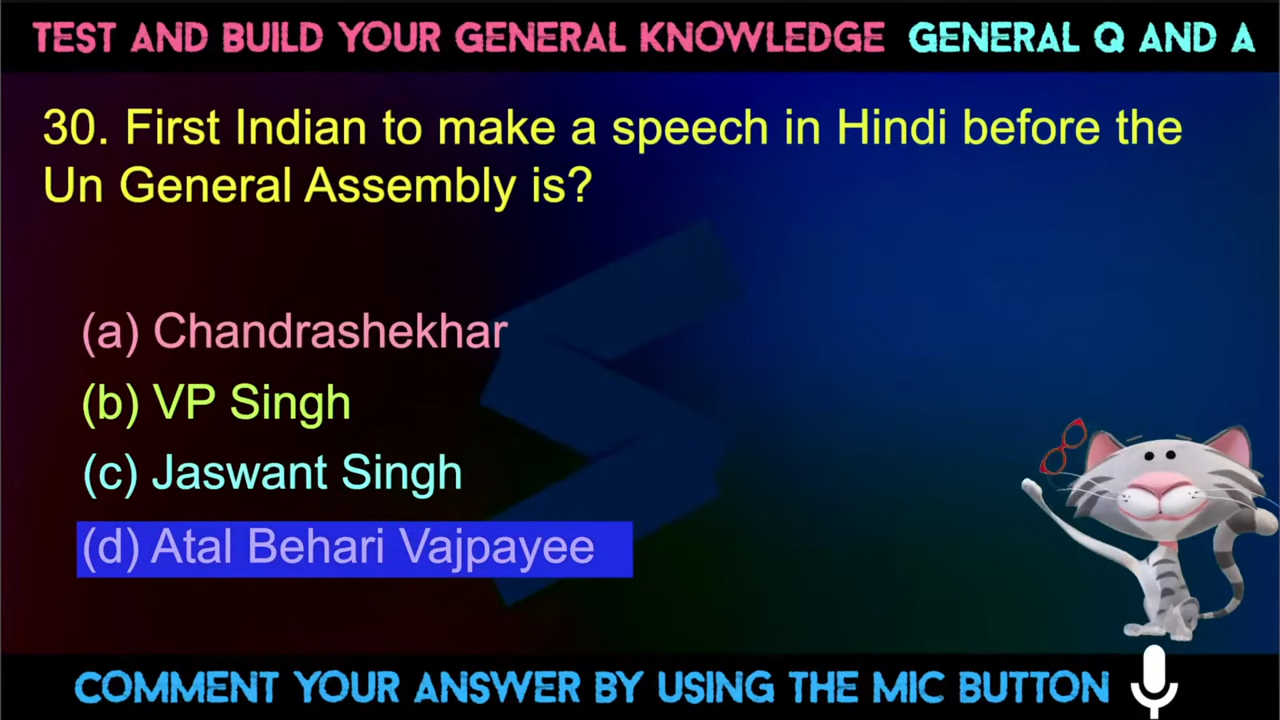 TEST AND BUILD YOUR GENERAL KNOWLEDGE GENERAL Q AND A
30. First Indian to make a speech in Hindi before the
Un General Assembly is?
(a) Chandrashekhar
(b) VP Singh
(c) Jaswant Singh
(d) Atal Behari Vajpayee
COMMENT YOUR ANSWER BY USING THE MIC BUTTON